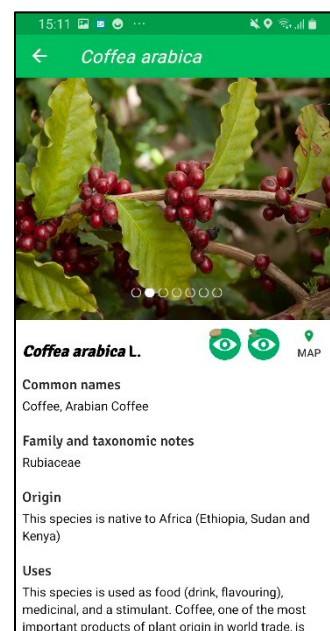 15:11
Coffea arabica
Coffea arabica L.
MAP
Common names
Coffee, Arabian Coffee
Family and taxonomic notes
Rubiaceae
Origin
This species is native to Africa (Ethiopia, Sudan and
Kenya)
Uses
This species is used as food (drink, flavouring),
medicinal, and a stimulant. Coffee, one of the most
important products of plant origin in world trade, is